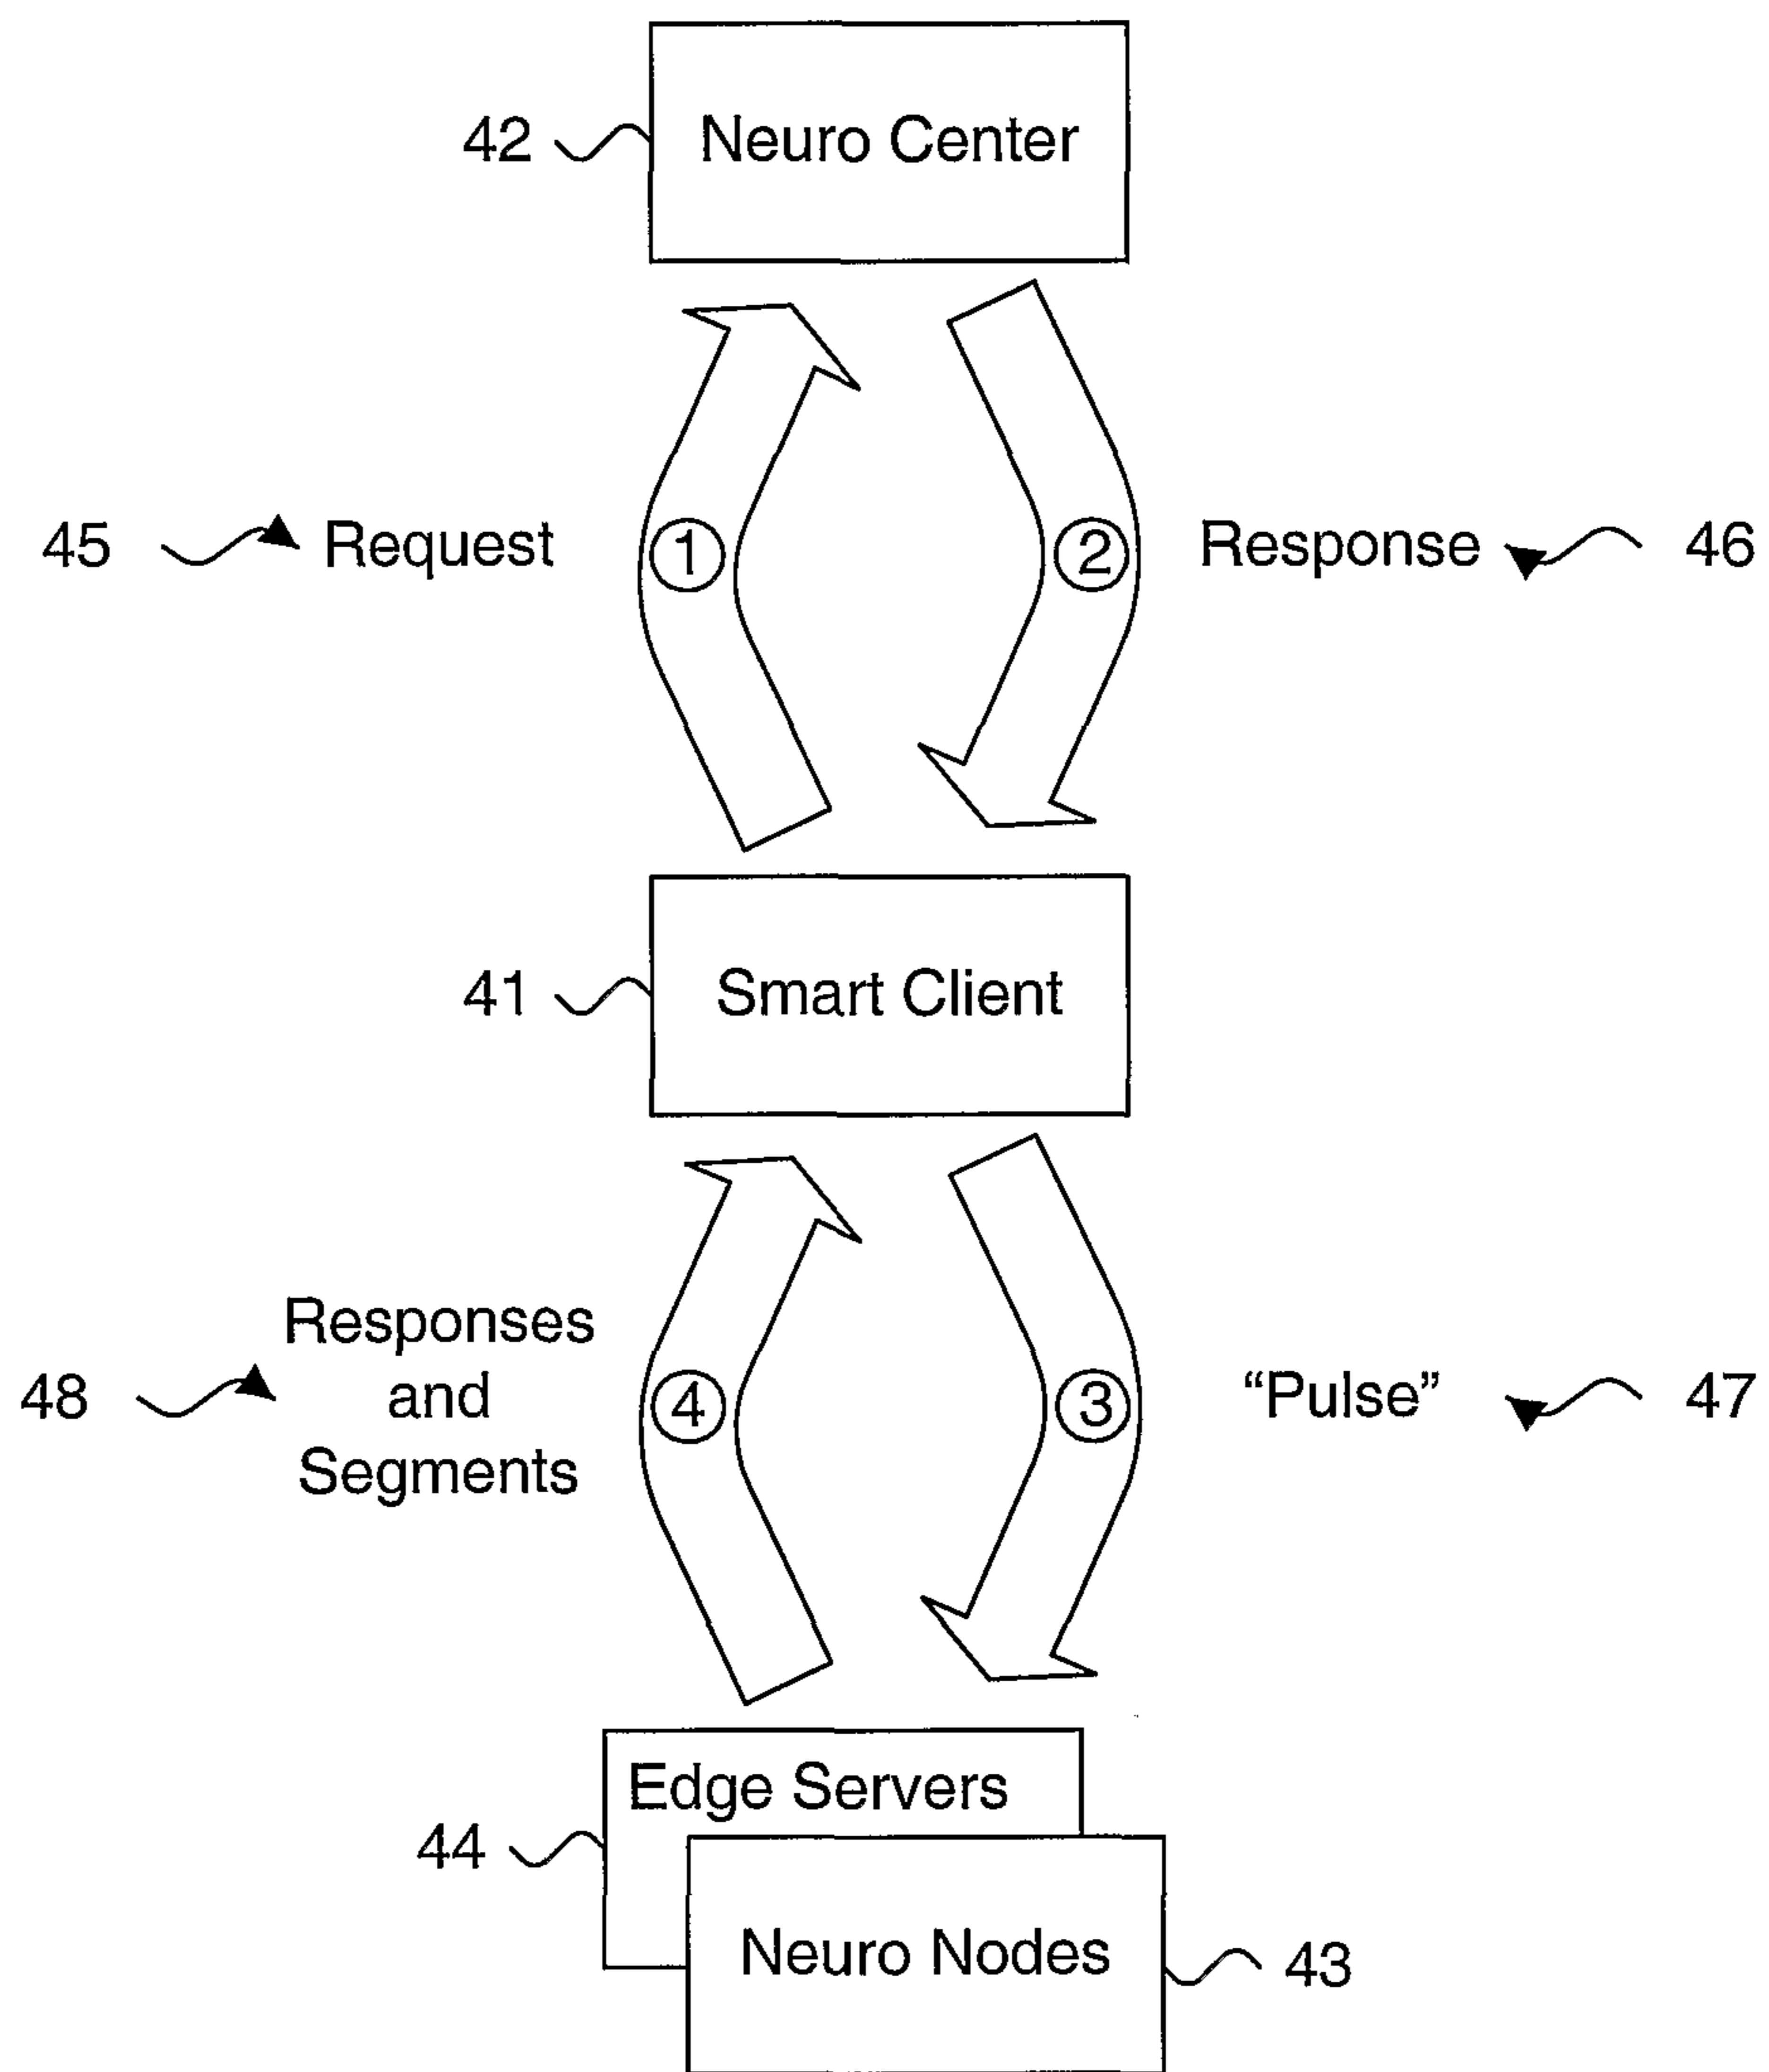 42
Neuro Center
45
Request
1
2
Response
46
41
Smart Client
48
Responses
and
Segments
4
3
“Pulse”
47
Edge Servers
44
Neuro Nodes
43